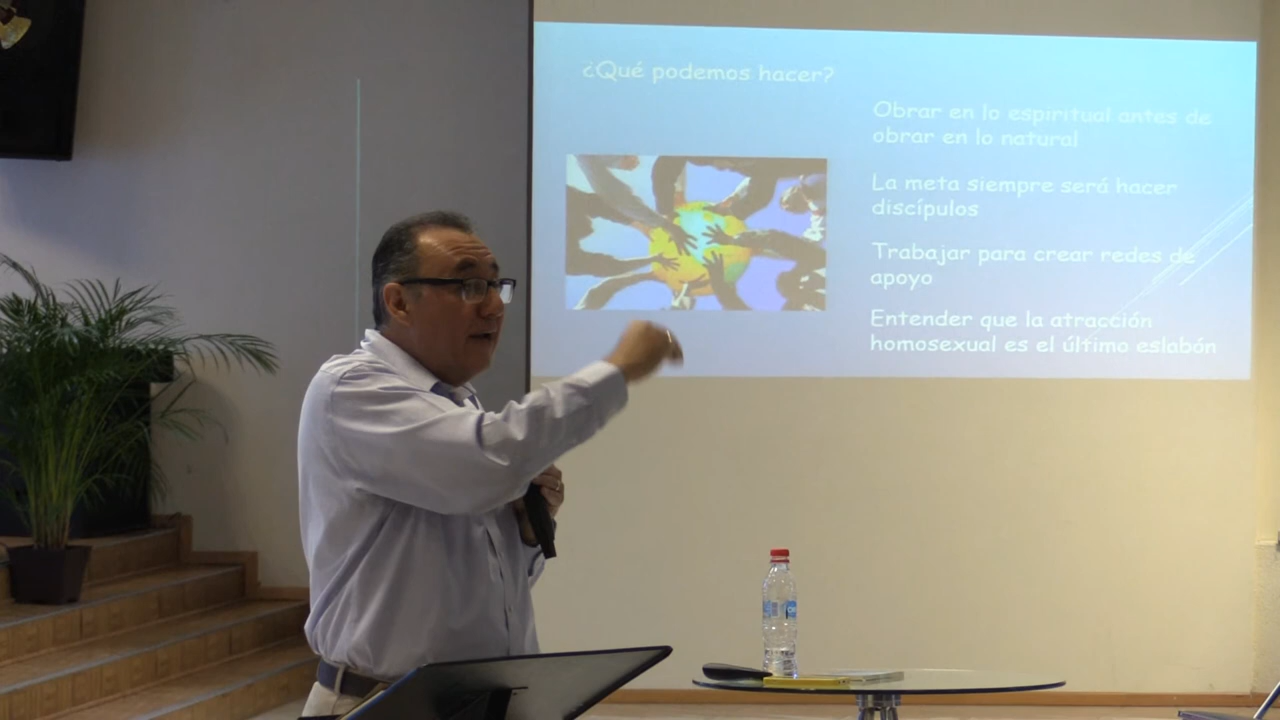 ¿Qué podemos hacer?
Obrar en lo espiritual antes de
obrar en lo natural
La meta siempre será hacer
discípulos
Trabajar para crear redes de
apoyo
Entender que la atracción
homosexual es el último eslabón